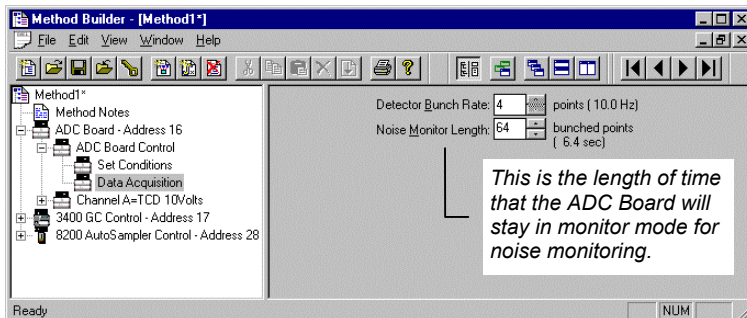 Method Builder - [Method1*]
File Edit View Window Help
Method1*
Method Notes
ADC Board - Address 16
ADC Board Control
Set Conditions
Data Acquisition
Channel A=TCD 10Volts
3400 GC Control - Address 17
8200 AutoSampler Control - Address 28
Detector Bunch Rate: 4 points ( 10.0 Hz)
Noise Monitor Length: 64 bunched points
( 6.4 sec)
This is the length of time
that the ADC Board will
stay in monitor mode for
noise monitoring.
Ready NUM